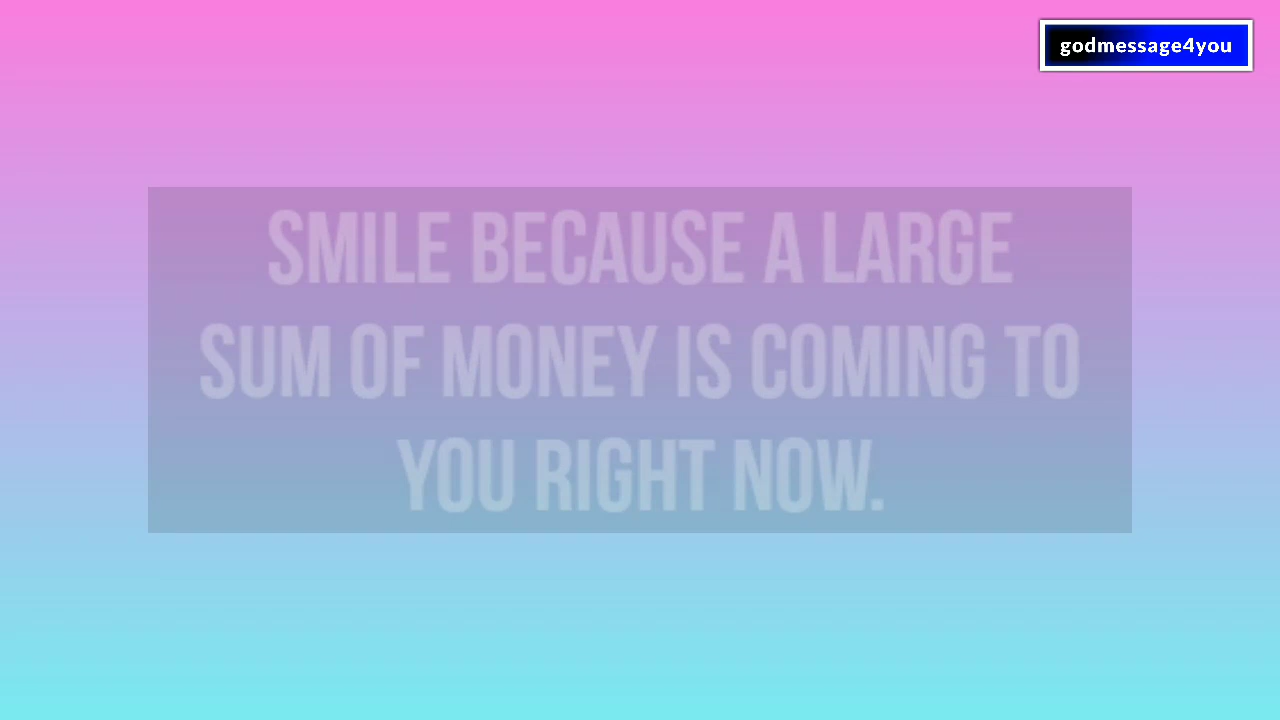 godmessage4you
SMILE BECAUSE A LARGE
SUM OF MONEY IS COMING TO
YOU RIGHT NOW.